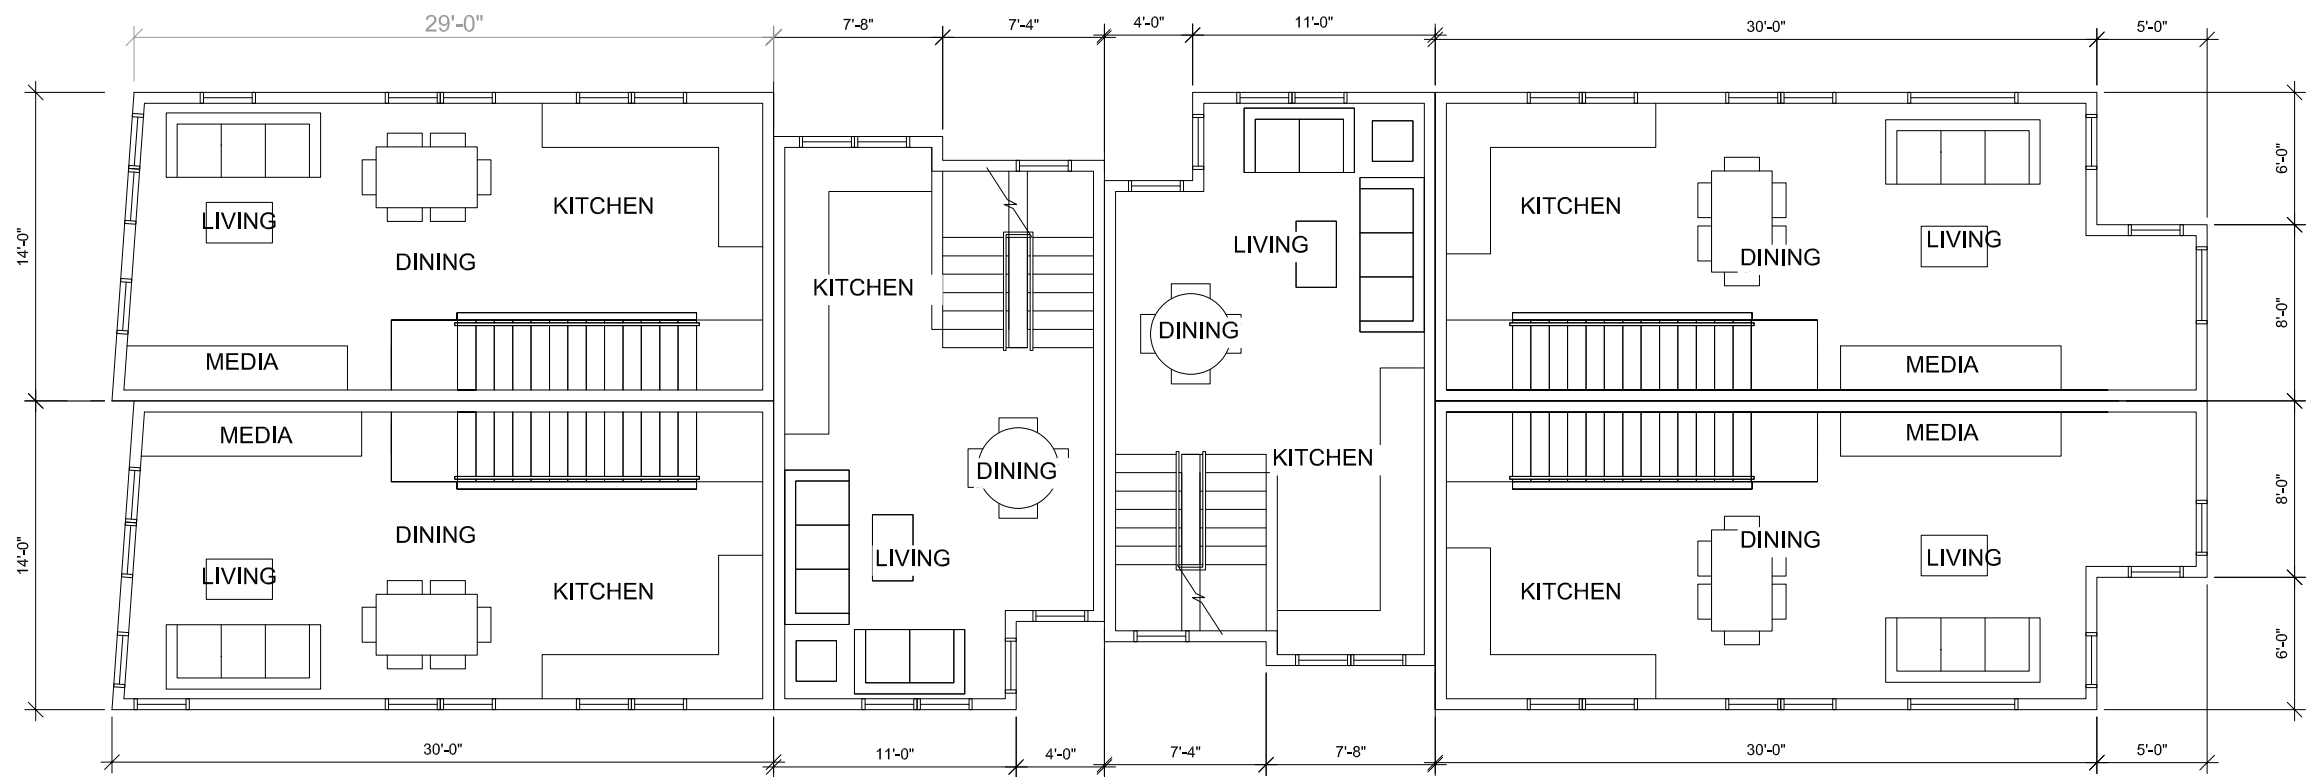 29'-0"
7'-8"
7'-4"
4'-0"
11'-0"
30'-0"
5'-0"
14'-0"
LIVING
DINING
KITCHEN
MEDIA
KITCHEN
DINING
LIVING
LIVING
DINING
KITCHEN
KITCHEN
DINING
LIVING
MEDIA
6'-0"
8'-0"
14'-0"
MEDIA
DINING
LIVING
KITCHEN
MEDIA
DINING
LIVING
KITCHEN
8'-0"
6'-0"
30'-0"
11'-0"
4'-0"
7'-4"
7'-8"
30'-0"
5'-0"